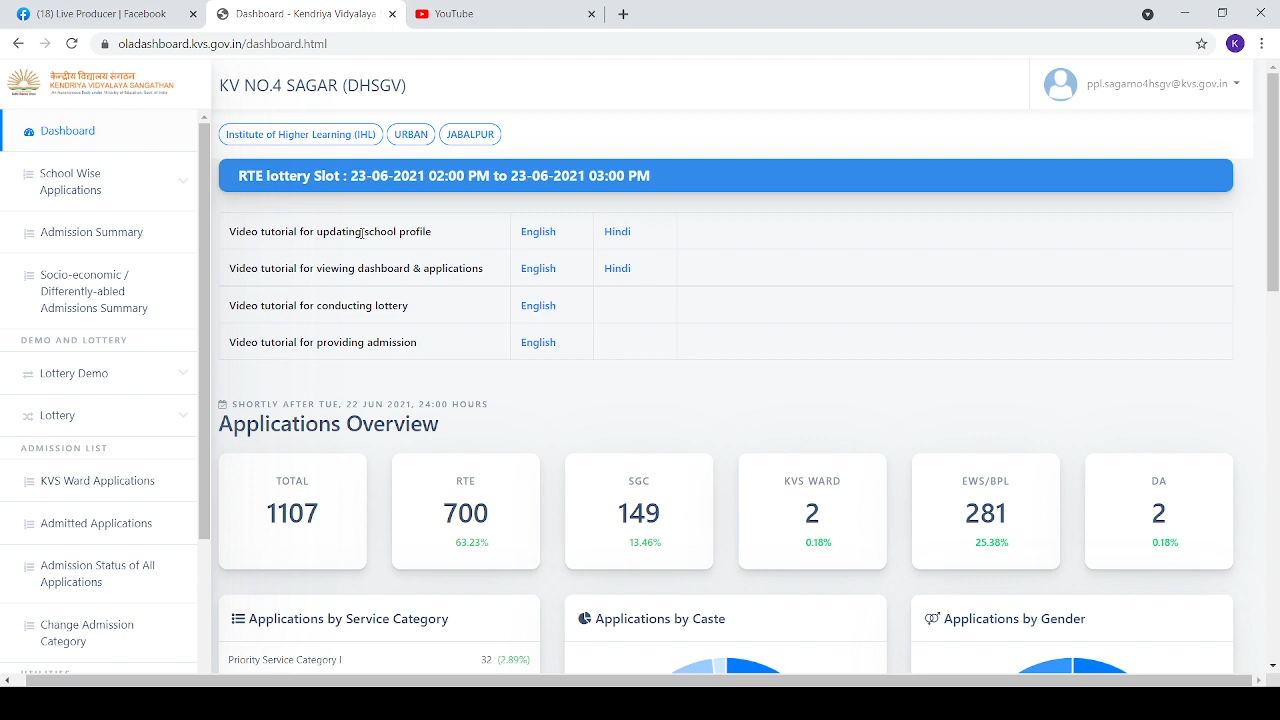 (18) Live Producer | Facebook
Dashboard - Kendriya Vidyalaya
YouTube
oladashboard.kvs.gov.in/dashboard.html
K
केन्द्रीय विद्यालय संगठन
KENDRIYA VIDYALAYA SANGATHAN
KV NO.4 SAGAR (DHSGV)
ppl.sagarno4hsgv@kvs.gov.in
Dashboard
School Wise
Applications
Admission Summary
Socio-economic /
Differently-abled
Admissions Summary
DEMO AND LOTTERY
Lottery Demo
Lottery
ADMISSION LIST
KVS Ward Applications
Admitted Applications
Admission Status of All
Applications
Change Admission
Category
UTILITIES
Institute of Higher Learning (IHL) URBAN JABALPUR
RTE lottery Slot : 23-06-2021 02:00 PM to 23-06-2021 03:00 PM
Video tutorial for updating school profile English Hindi
Video tutorial for viewing dashboard & applications English Hindi
Video tutorial for conducting lottery English
Video tutorial for providing admission English
SHORTLY AFTER TUE, 22 JUN 2021, 24:00 HOURS
Applications Overview
TOTAL RTE SGC KVS WARD EWS/BPL DA
1107 700 149 2 281 2
63.23% 13.46% 0.18% 25.38% 0.18%
Applications by Service Category Applications by Caste Applications by Gender
Priority Service Category I 32 (2.89%)